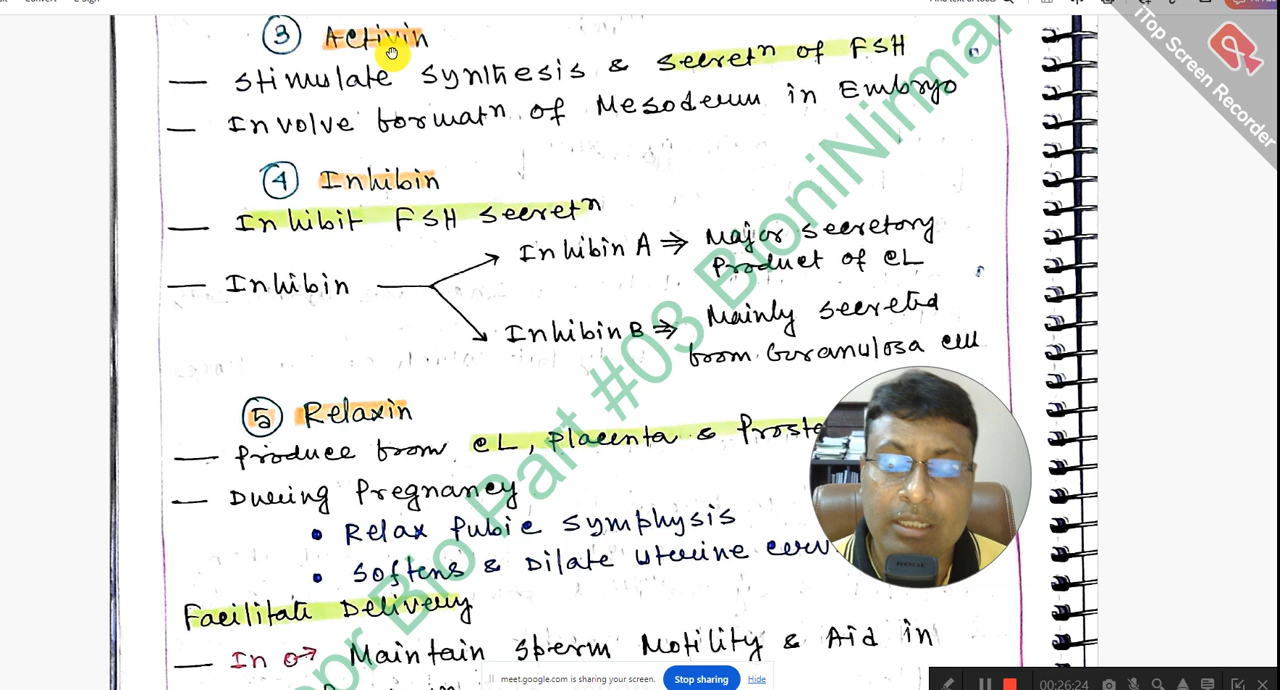 ③ Activin
— Stimulate Synthesis & Secretn of FSH
— Involve formatn of Mesoderm in Embryo
④ Inhibin
— Inhibit FSH Secretn
— Inhibin
Inhibin A ⇒ Major Secretory
Product of CL
Inhibin B ⇒ Mainly Secreted
from Granulosa cell
⑤ Relaxin
— Produce from CL, Placenta & Prosta
— During Pregnancy
• Relax Pubic Symphysis
• Softens & Dilate Uterine cerv
Facilitate Delivery
— In ♂ Maintain Sperm Motility & Aid in
Bio Part #03 BioniNirman
iTop Screen Recorder
meet.google.com is sharing your screen.
Stop sharing
Hide
00:26:24